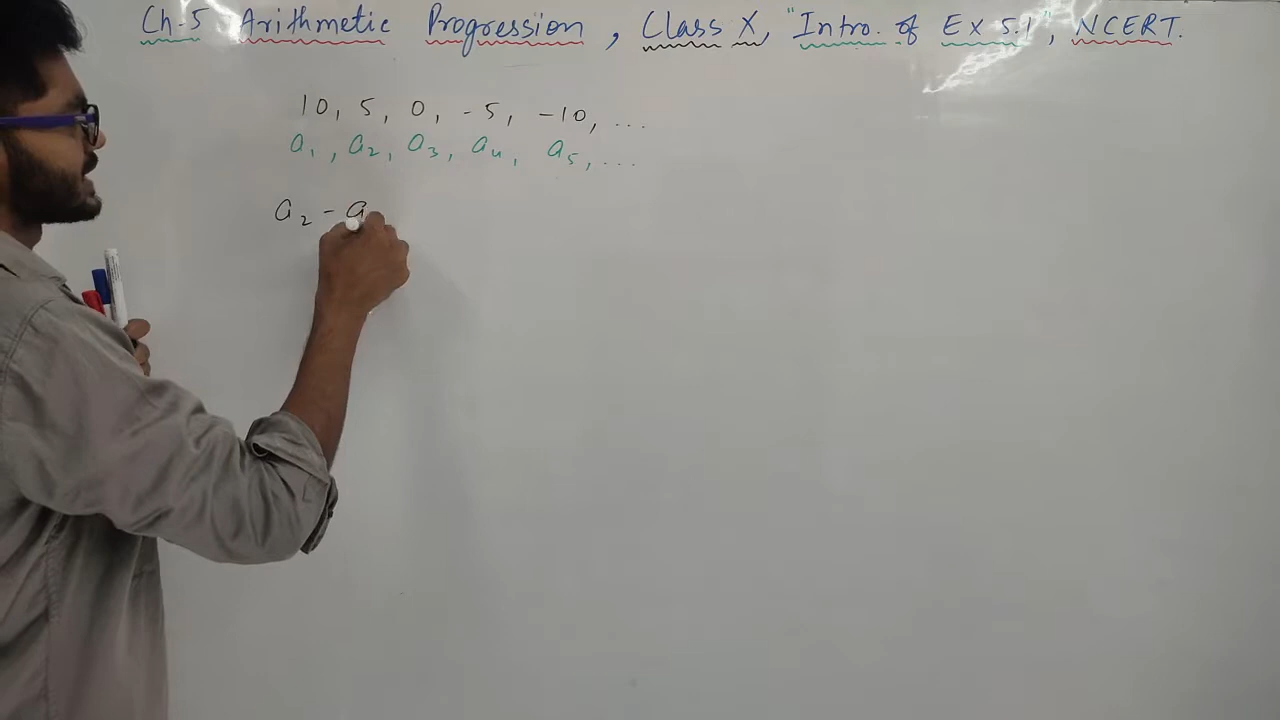 Ch-5 Arithmetic Progression, Class X, "Intro. of Ex 5.1", NCERT.
10, 5, 0, -5, -10, ...
a₁, a₂, a₃, a₄, a₅, ...
a₂ - a